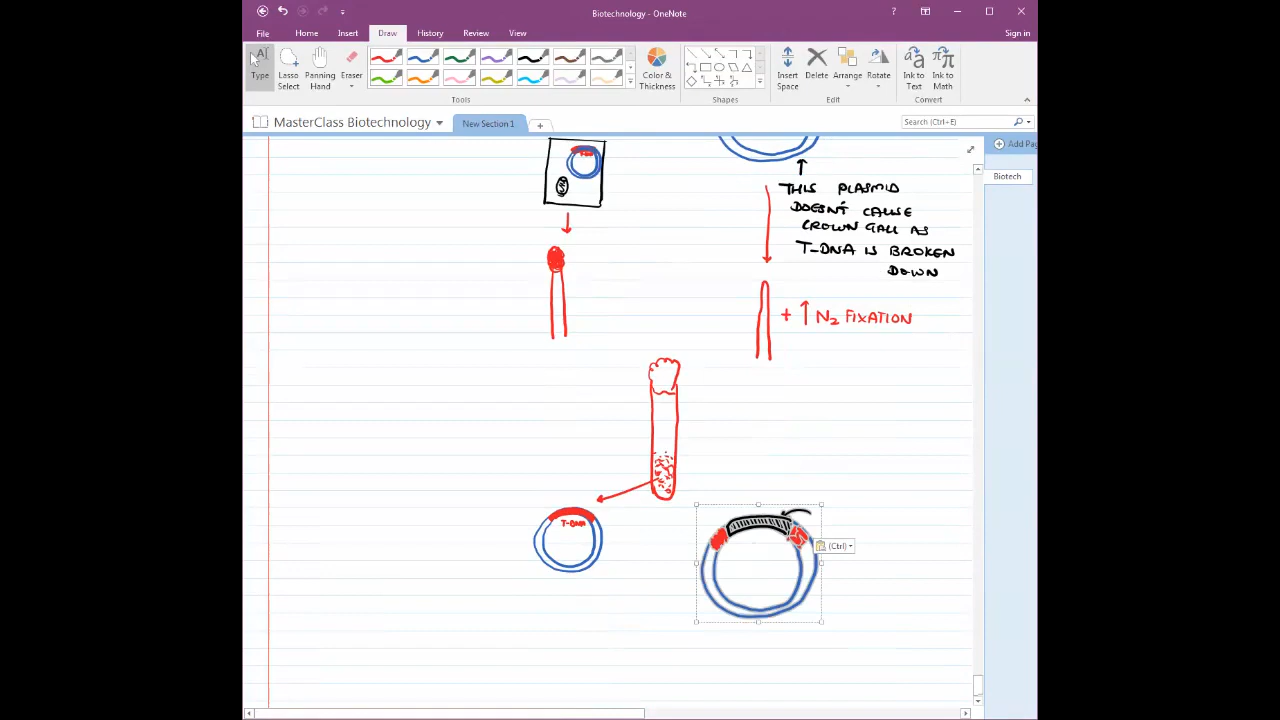 Biotechnology - OneNote
?
File
Home
Insert
Draw
History
Review
View
Sign in
Type
Lasso Select
Panning Hand
Eraser
Color & Thickness
Insert Space
Delete
Arrange
Rotate
Ink to Text
Ink to Math
Tools
Shapes
Edit
Convert
MasterClass Biotechnology
New Section 1
Search (Ctrl+E)
Add Pag
Biotech
THIS PLASMID
DOESN'T CAUSE
CROWN GALL AS
T-DNA IS BROKEN
DOWN
+ ↑ N2 FIXATION
T-DNA
(Ctrl)